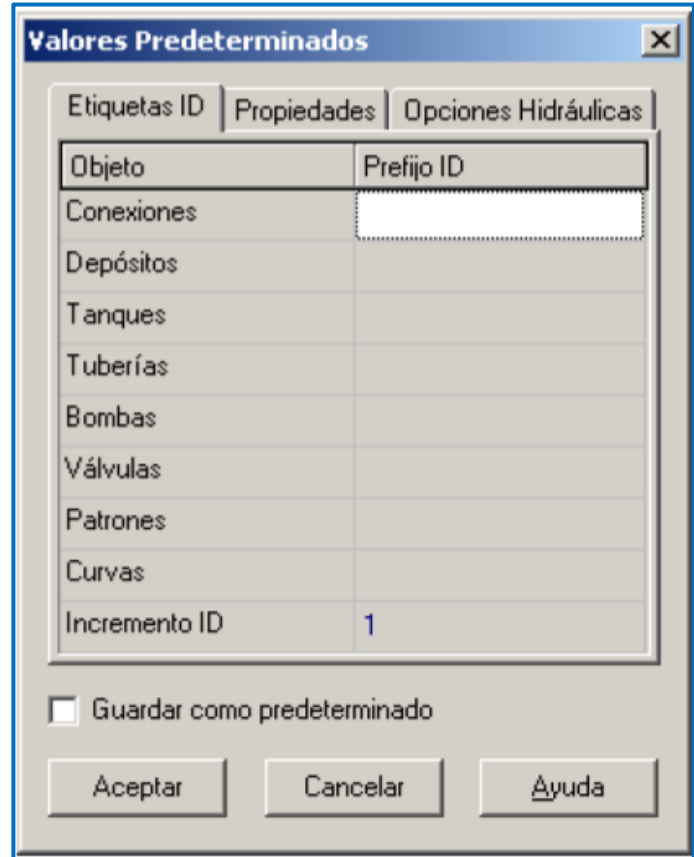 Valores Predeterminados
Etiquetas ID Propiedades Opciones Hidráulicas
Objeto Prefijo ID
Conexiones
Depósitos
Tanques
Tuberías
Bombas
Válvulas
Patrones
Curvas
Incremento ID 1
Guardar como predeterminado
Aceptar Cancelar Ayuda